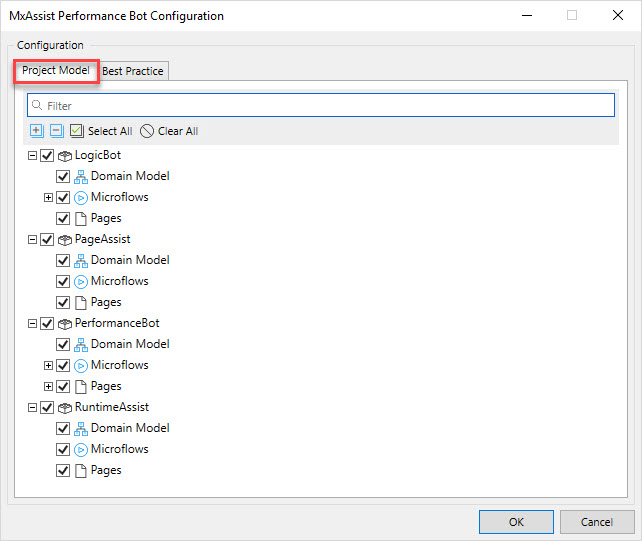 MxAssist Performance Bot Configuration
Configuration
Project Model Best Practice
Filter
Select All Clear All
LogicBot
Domain Model
Microflows
Pages
PageAssist
Domain Model
Microflows
Pages
PerformanceBot
Domain Model
Microflows
Pages
RuntimeAssist
Domain Model
Microflows
Pages
OK Cancel